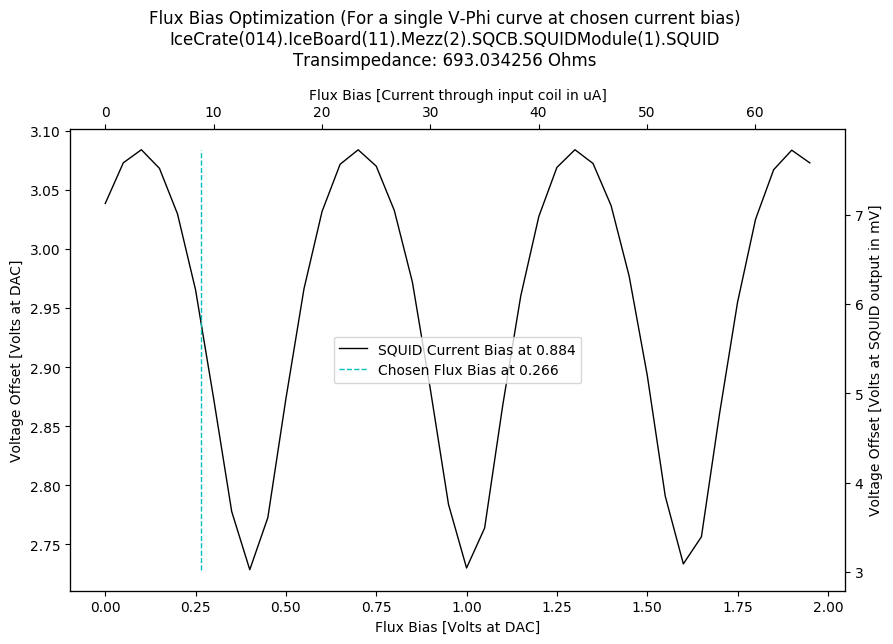 Flux Bias Optimization (For a single V-Phi curve at chosen current bias)
IceCrate(014).IceBoard(11).Mezz(2).SQCB.SQUIDModule(1).SQUID
Transimpedance: 693.034256 Ohms
Flux Bias [Current through input coil in uA]
0 10 20 30 40 50 60
3.10
3.05
3.00
2.95
2.90
2.85
2.80
2.75
Voltage Offset [Volts at DAC]
SQUID Current Bias at 0.884
Chosen Flux Bias at 0.266
7
6
5
4
3
Voltage Offset [Volts at SQUID output in mV]
0.00 0.25 0.50 0.75 1.00 1.25 1.50 1.75 2.00
Flux Bias [Volts at DAC]